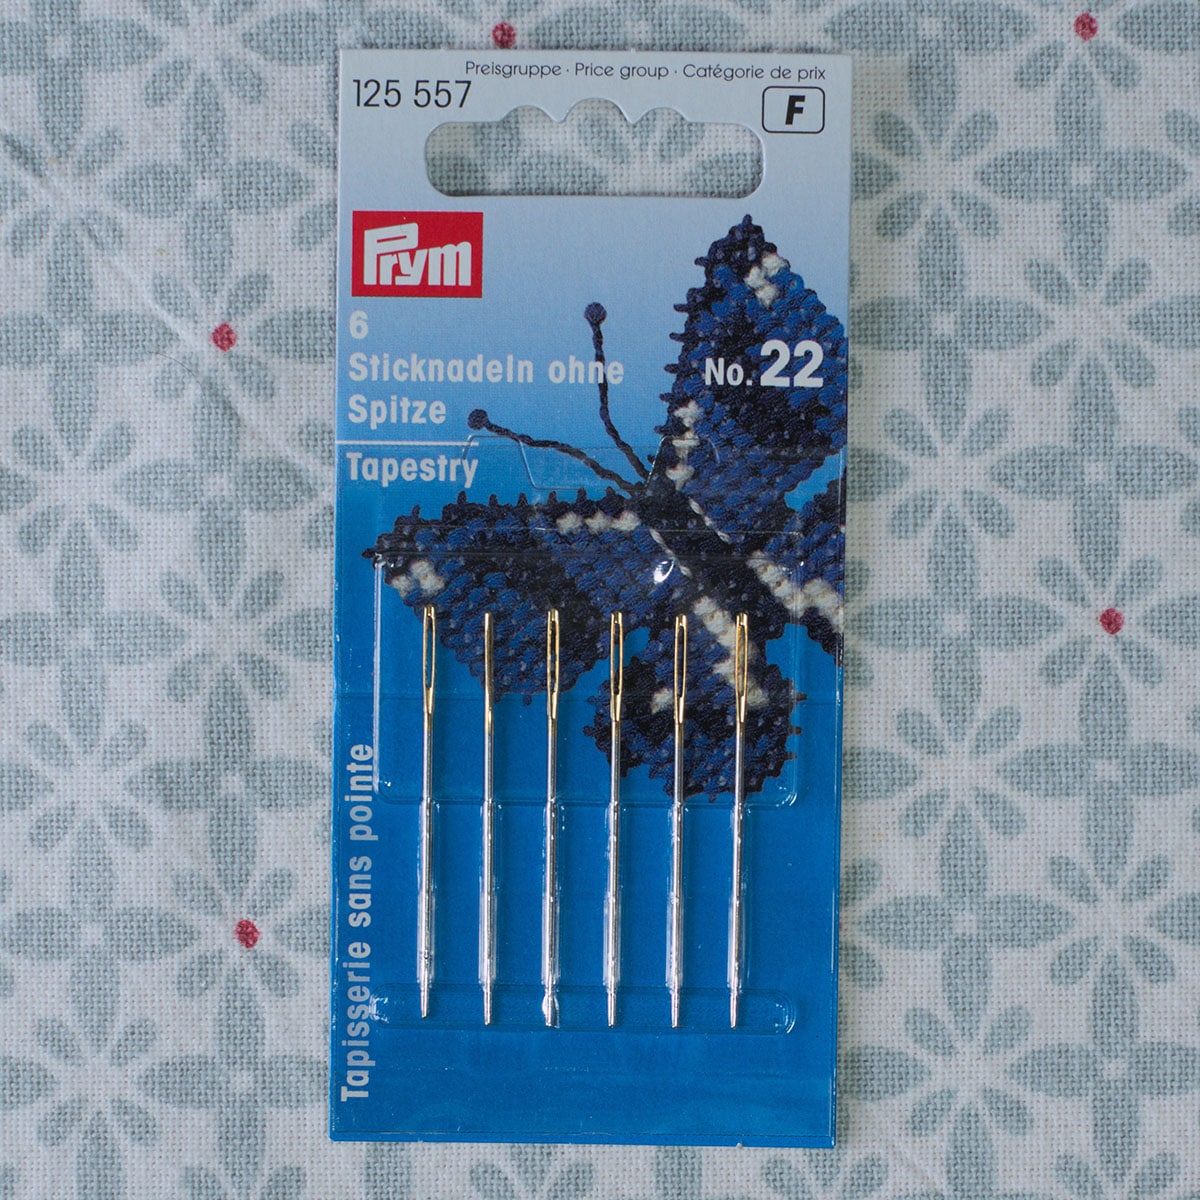 Preisgruppe · Price group · Catégorie de prix
125 557
F
Prym
6
Sticknadeln ohne
Spitze
No. 22
Tapestry
Tapisserie sans pointe